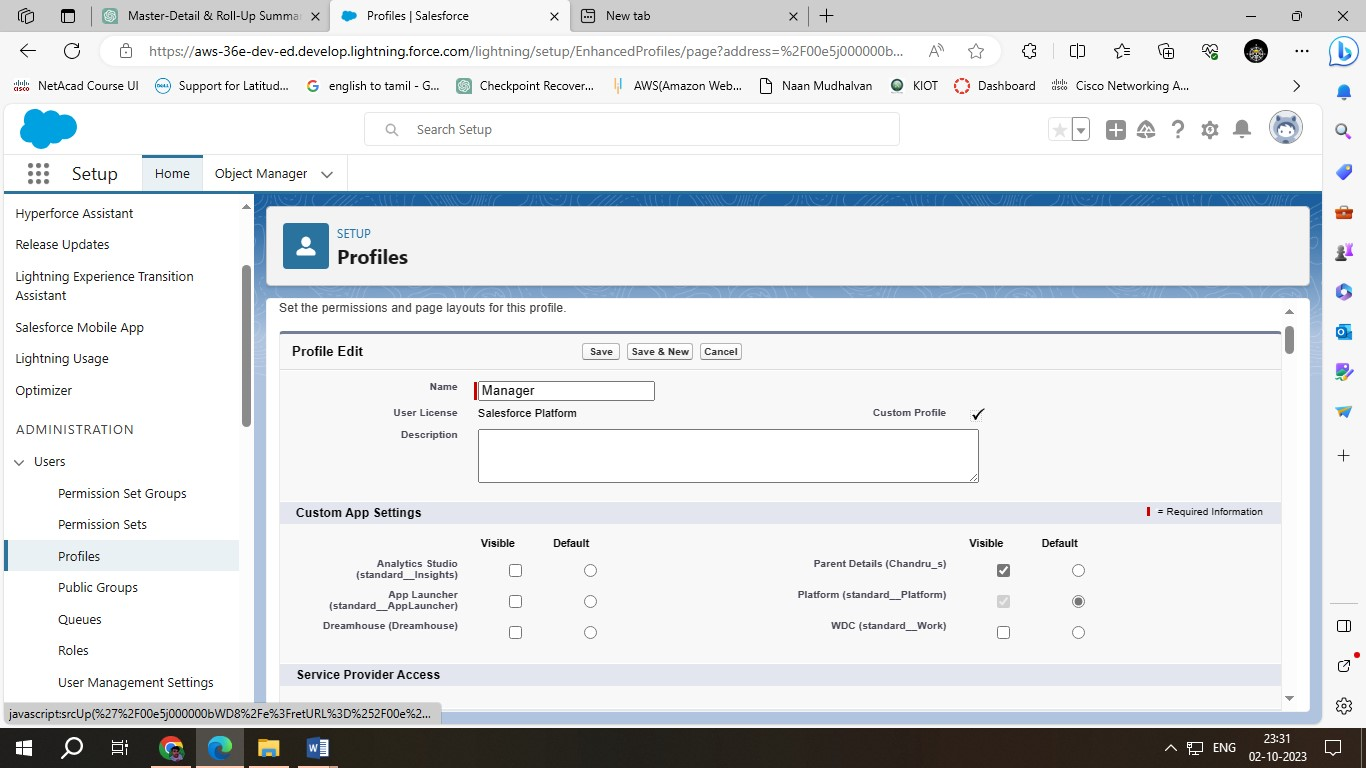 Master-Detail & Roll-Up Summa
Profiles | Salesforce
New tab
https://aws-36e-dev-ed.develop.lightning.force.com/lightning/setup/EnhancedProfiles/page?address=%2F00e5j000000b...
NetAcad Course UI
Support for Latitud...
english to tamil - G...
Checkpoint Recover...
AWS(Amazon Web...
Naan Mudhalvan
KIOT
Dashboard
Cisco Networking A...
Search Setup
Setup
Home
Object Manager
Hyperforce Assistant
Release Updates
Lightning Experience Transition
Assistant
Salesforce Mobile App
Lightning Usage
Optimizer
ADMINISTRATION
Users
Permission Set Groups
Permission Sets
Profiles
Public Groups
Queues
Roles
User Management Settings
SETUP
Profiles
Set the permissions and page layouts for this profile.
Profile Edit
Save
Save & New
Cancel
Name
Manager
User License
Salesforce Platform
Custom Profile
Description
Custom App Settings
= Required Information
Visible
Default
Visible
Default
Analytics Studio
(standard__Insights)
Parent Details (Chandru_s)
App Launcher
(standard__AppLauncher)
Platform (standard__Platform)
Dreamhouse (Dreamhouse)
WDC (standard__Work)
Service Provider Access
javascript:srcUp(%27%2F00e5j000000bWD8%2Fe%3FretURL%3D%252F00e%2...
ENG
23:31
02-10-2023